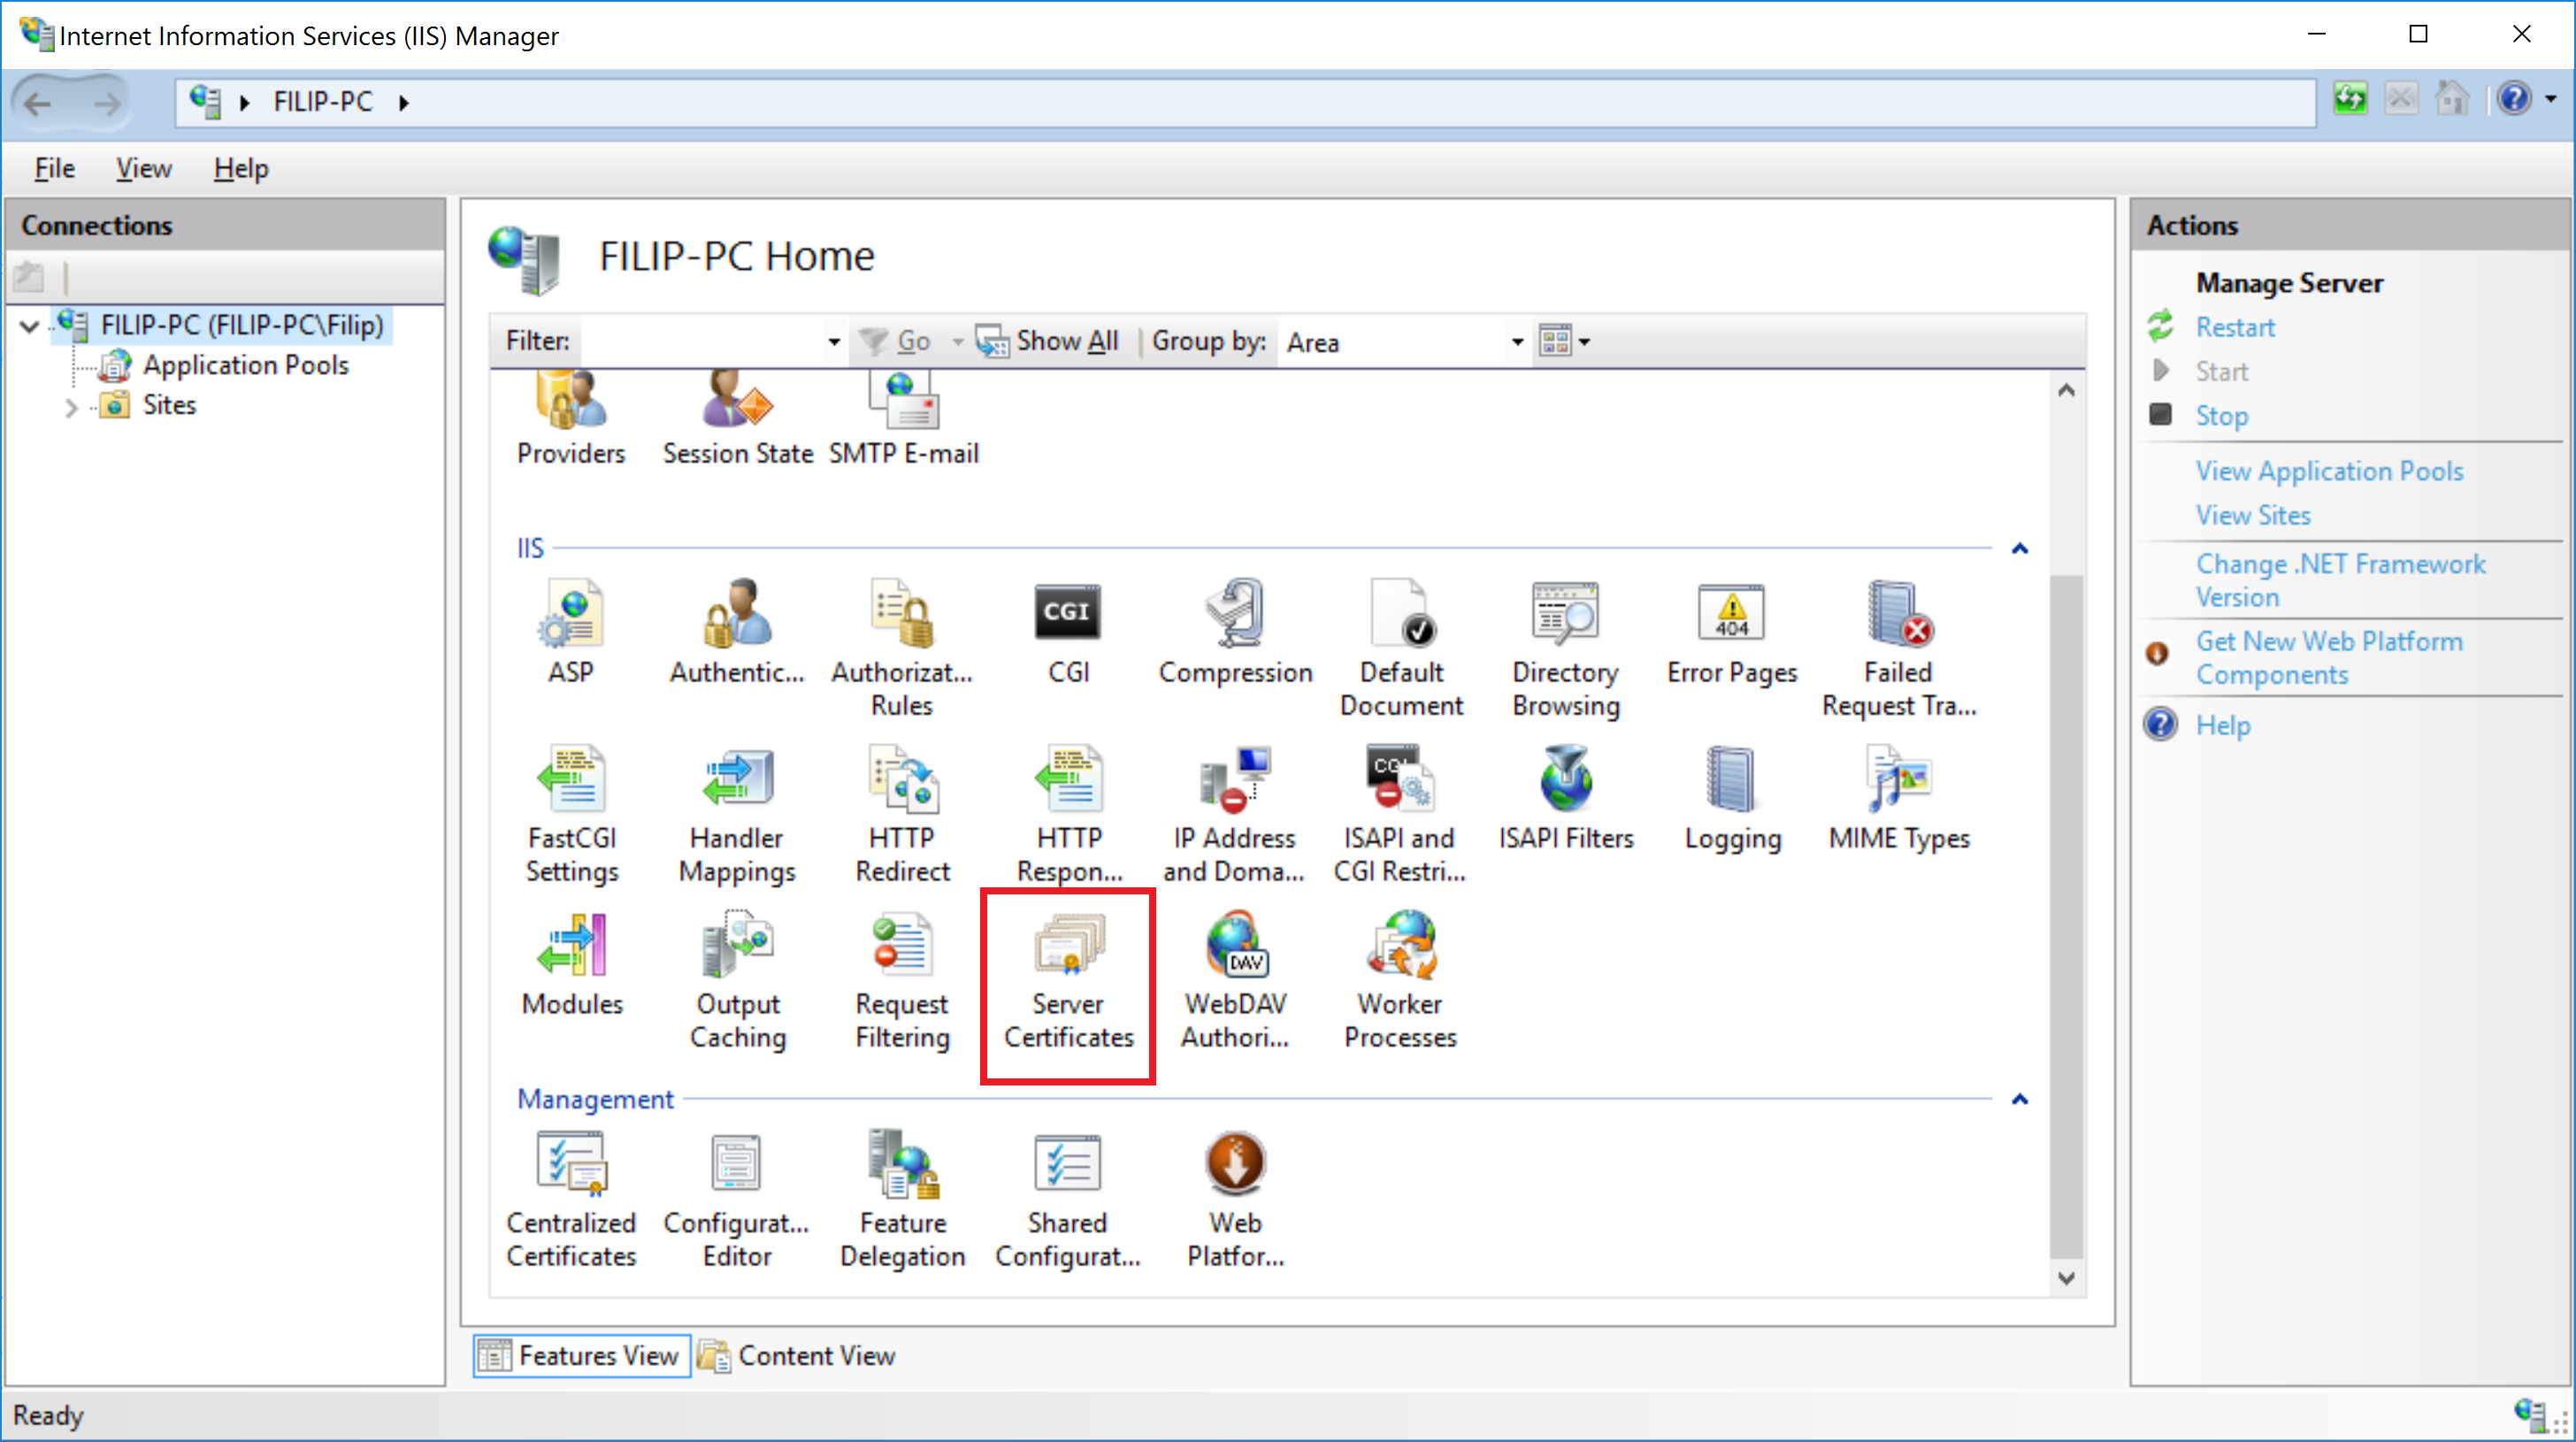 Internet Information Services (IIS) Manager
FILIP-PC
File View Help
Connections
FILIP-PC (FILIP-PC\Filip)
Application Pools
Sites
FILIP-PC Home
Filter: Go Show All Group by: Area
Providers Session State SMTP E-mail
IIS
ASP Authentic... Authorizat... CGI Compression Default Directory Error Pages Failed
Rules Document Browsing Request Tra...
CGI
404
FastCGI Handler HTTP HTTP IP Address ISAPI and ISAPI Filters Logging MIME Types
Settings Mappings Redirect Respon... and Doma... CGI Restri...
Modules Output Request Server WebDAV Worker
Caching Filtering Certificates Authori... Processes
DAV
Management
Centralized Configurat... Feature Shared Web
Certificates Editor Delegation Configurat... Platfor...
Features View Content View
Actions
Manage Server
Restart
Start
Stop
View Application Pools
View Sites
Change .NET Framework
Version
Get New Web Platform
Components
Help
Ready